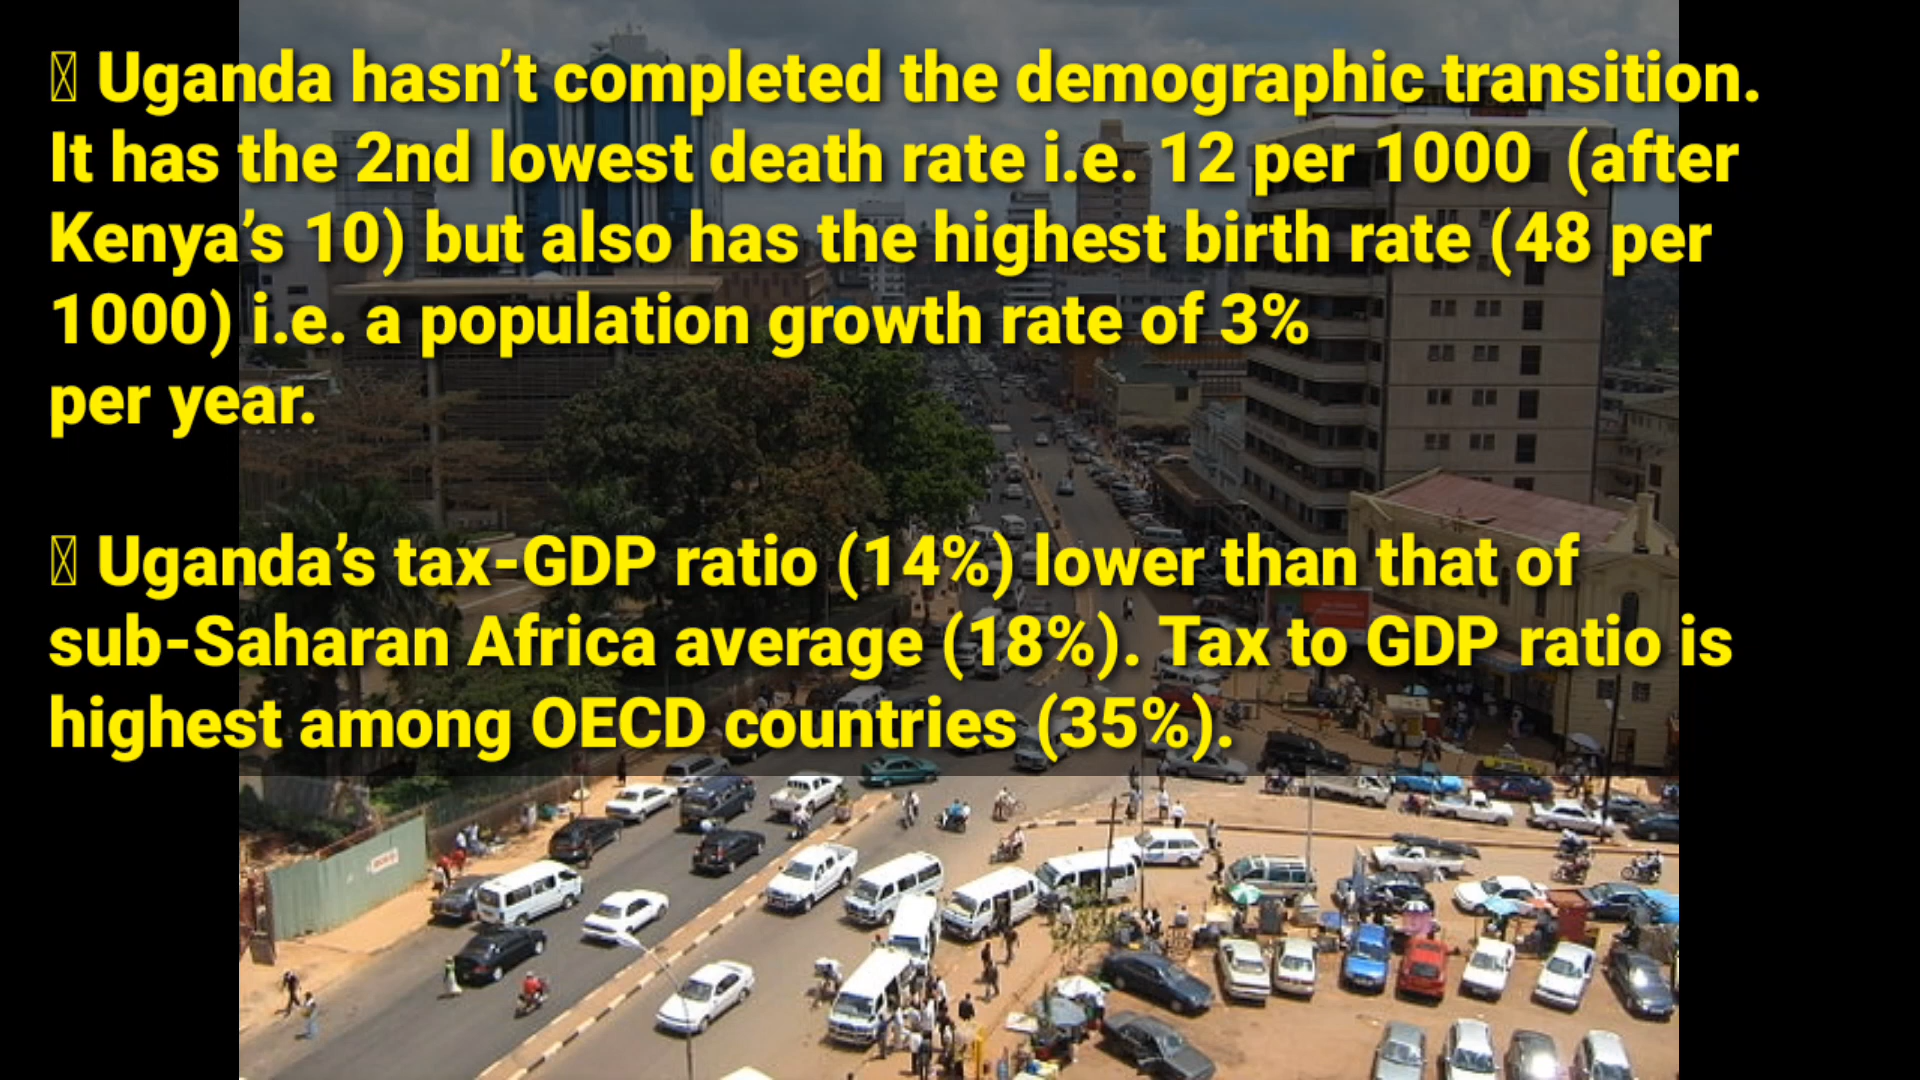 Uganda hasn’t completed the demographic transition.
It has the 2nd lowest death rate i.e. 12 per 1000 (after
Kenya’s 10) but also has the highest birth rate (48 per
1000) i.e. a population growth rate of 3%
per year.
Uganda’s tax-GDP ratio (14%) lower than that of
sub-Saharan Africa average (18%). Tax to GDP ratio is
highest among OECD countries (35%).